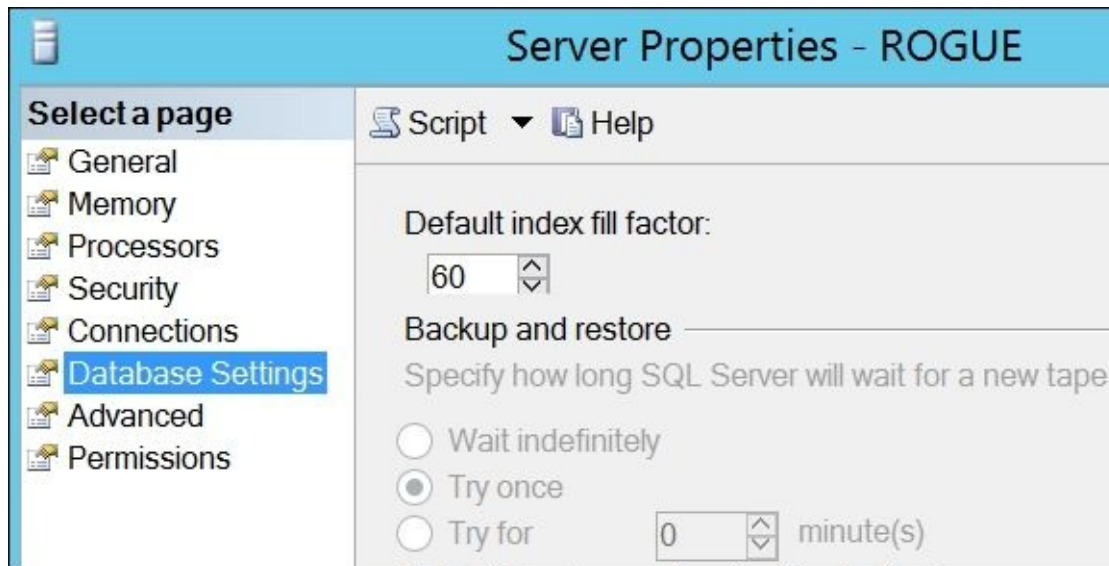 Server Properties - ROGUE
Select a page
General
Memory
Processors
Security
Connections
Database Settings
Advanced
Permissions
Script
Help
Default index fill factor:
60
Backup and restore
Specify how long SQL Server will wait for a new tape
Wait indefinitely
Try once
Try for 0 minute(s)